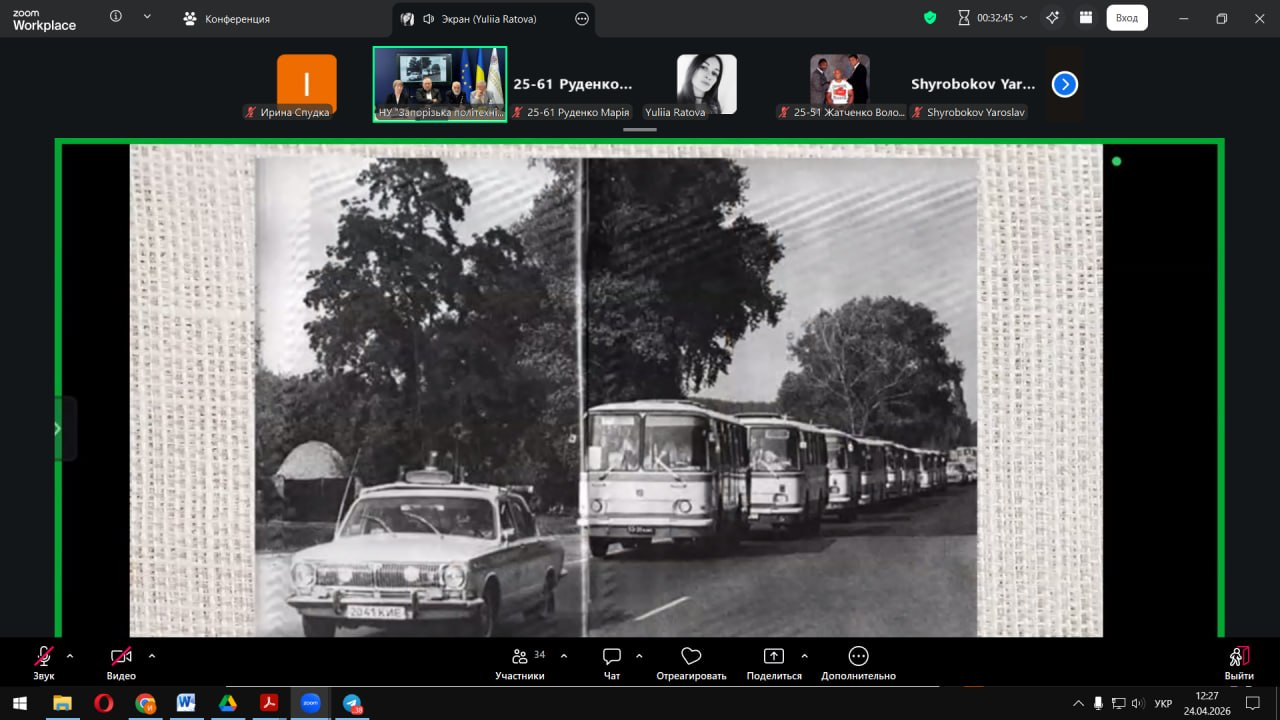 zoom
Workplace
Конференция
Экран (Yuliia Ratova)
00:32:45
Вход
I
25-61 Руденко...
Shyrobokov Yar...
Ирина Спудка
НУ "Запорізька політехні...
25-61 Руденко Марія
Yuliia Ratova
25-51 Жатченко Воло...
Shyrobokov Yaroslav
2041 КИЕ
Звук
Видео
34
Участники
Чат
Отреагировать
Поделиться
Дополнительно
Выйти
zoom
УКР
12:27
24.04.2026